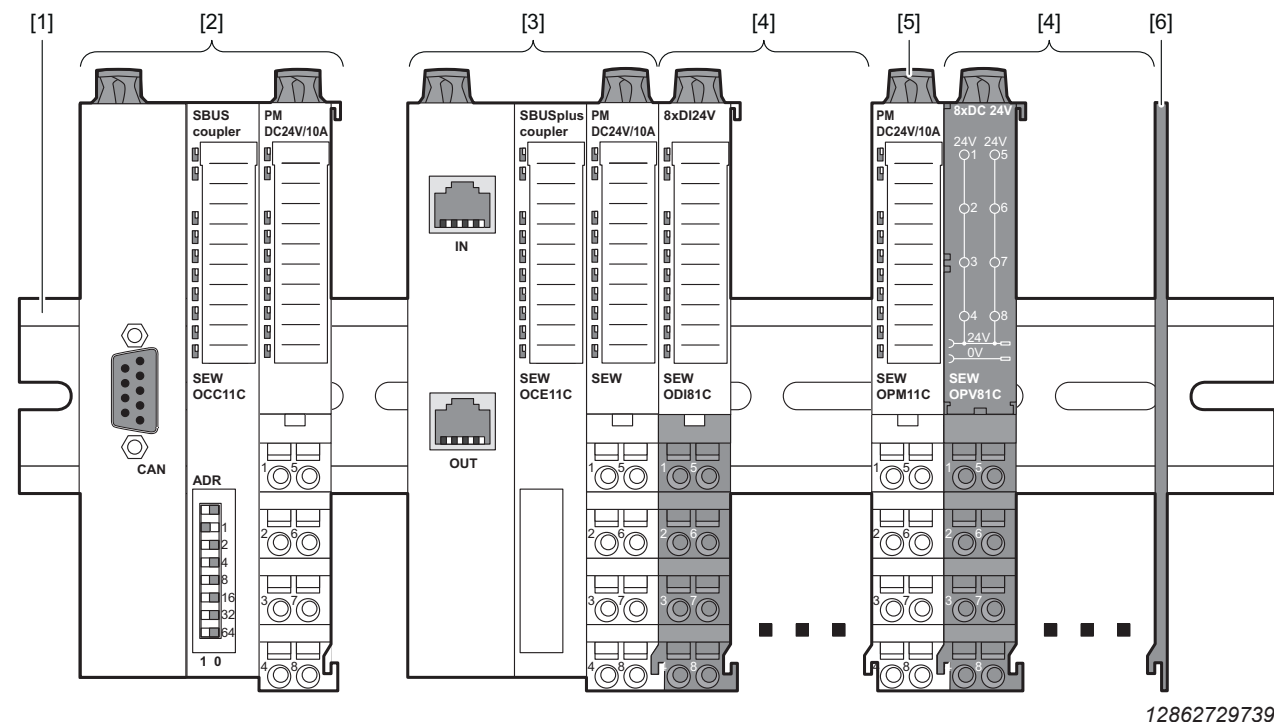 [1]
[2]
[3]
[4]
[5]
[4]
[6]
SBUS
coupler
PM
DC24V/10A
SBUSplus
coupler
PM
DC24V/10A
8xDI24V
PM
DC24V/10A
8xDC 24V
24V 24V
1 5
2 6
3 7
4 8
24V
0V
IN
OUT
CAN
SEW
OCC11C
SEW
OCE11C
SEW
SEW
ODI81C
SEW
OPM11C
SEW
OPV81C
ADR
1
2
4
8
16
32
64
1 0
1 5
2 6
3 7
4 8
1 5
2 6
3 7
4 8
1 5
2 6
3 7
8
1 5
2 6
3 7
8
1 5
2 6
3 7
8
12862729739